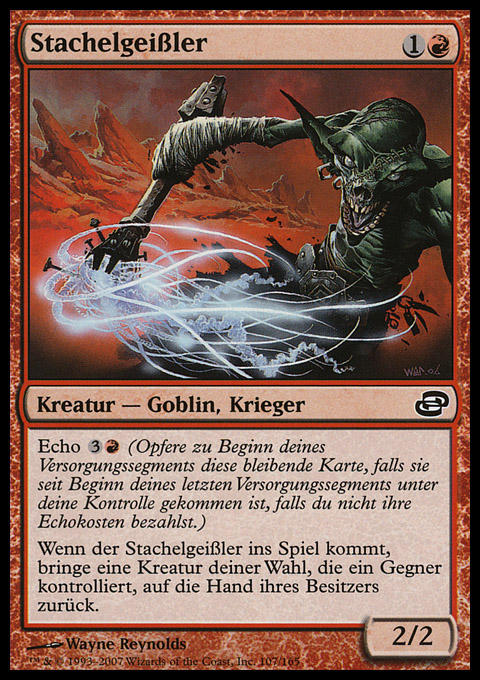 Stachelgeißler 1
WAR.06
Kreatur — Goblin, Krieger
Echo 3 (Opfere zu Beginn deines
Versorgungssegments diese bleibende Karte, falls sie
seit Beginn deines letzten Versorgungssegments unter
deine Kontrolle gekommen ist, falls du nicht ihre
Echokosten bezahlst.)
Wenn der Stachelgeißler ins Spiel kommt,
bringe eine Kreatur deiner Wahl, die ein Gegner
kontrolliert, auf die Hand ihres Besitzers
zurück.
Wayne Reynolds
2/2
™ & © 1993–2007 Wizards of the Coast, Inc. 107/165